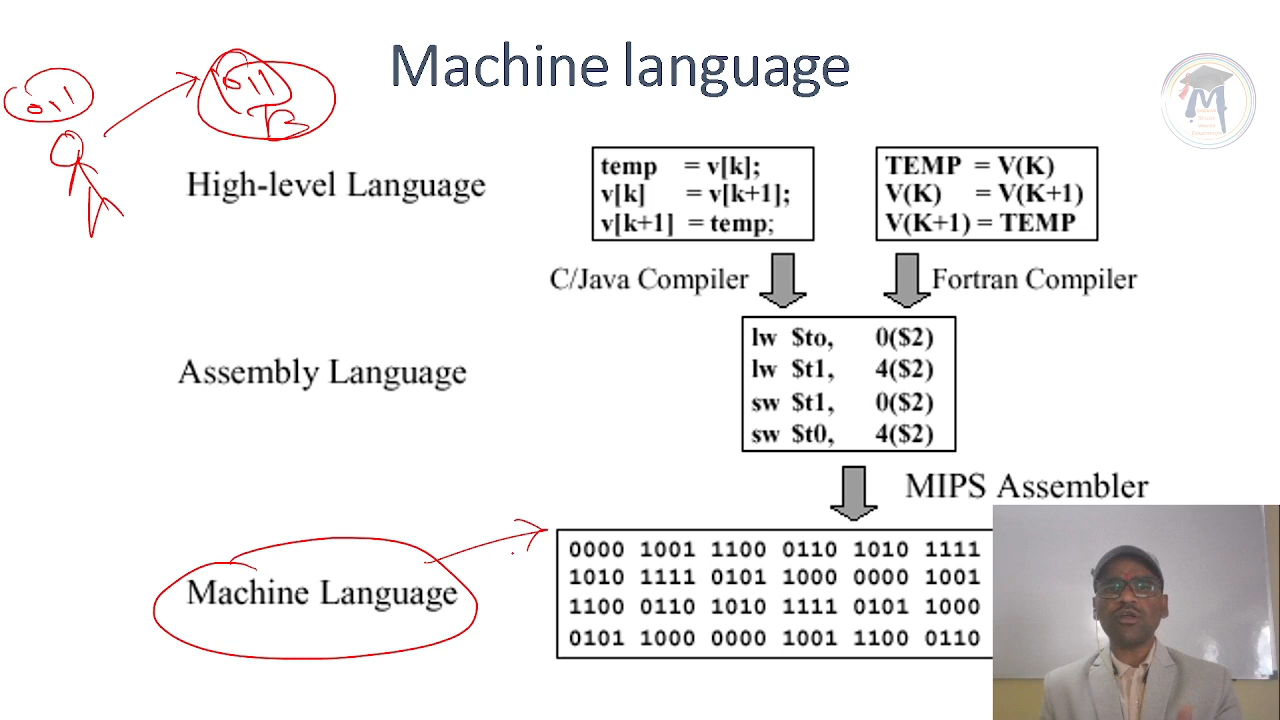 Machine language
011
011
B
M
High-level Language
temp = v[k];
v[k] = v[k+1];
v[k+1] = temp;
TEMP = V(K)
V(K) = V(K+1)
V(K+1) = TEMP
C/Java Compiler
Fortran Compiler
Assembly Language
lw $to, 0($2)
lw $t1, 4($2)
sw $t1, 0($2)
sw $t0, 4($2)
MIPS Assembler
Machine Language
0000 1001 1100 0110 1010 1111
1010 1111 0101 1000 0000 1001
1100 0110 1010 1111 0101 1000
0101 1000 0000 1001 1100 0110